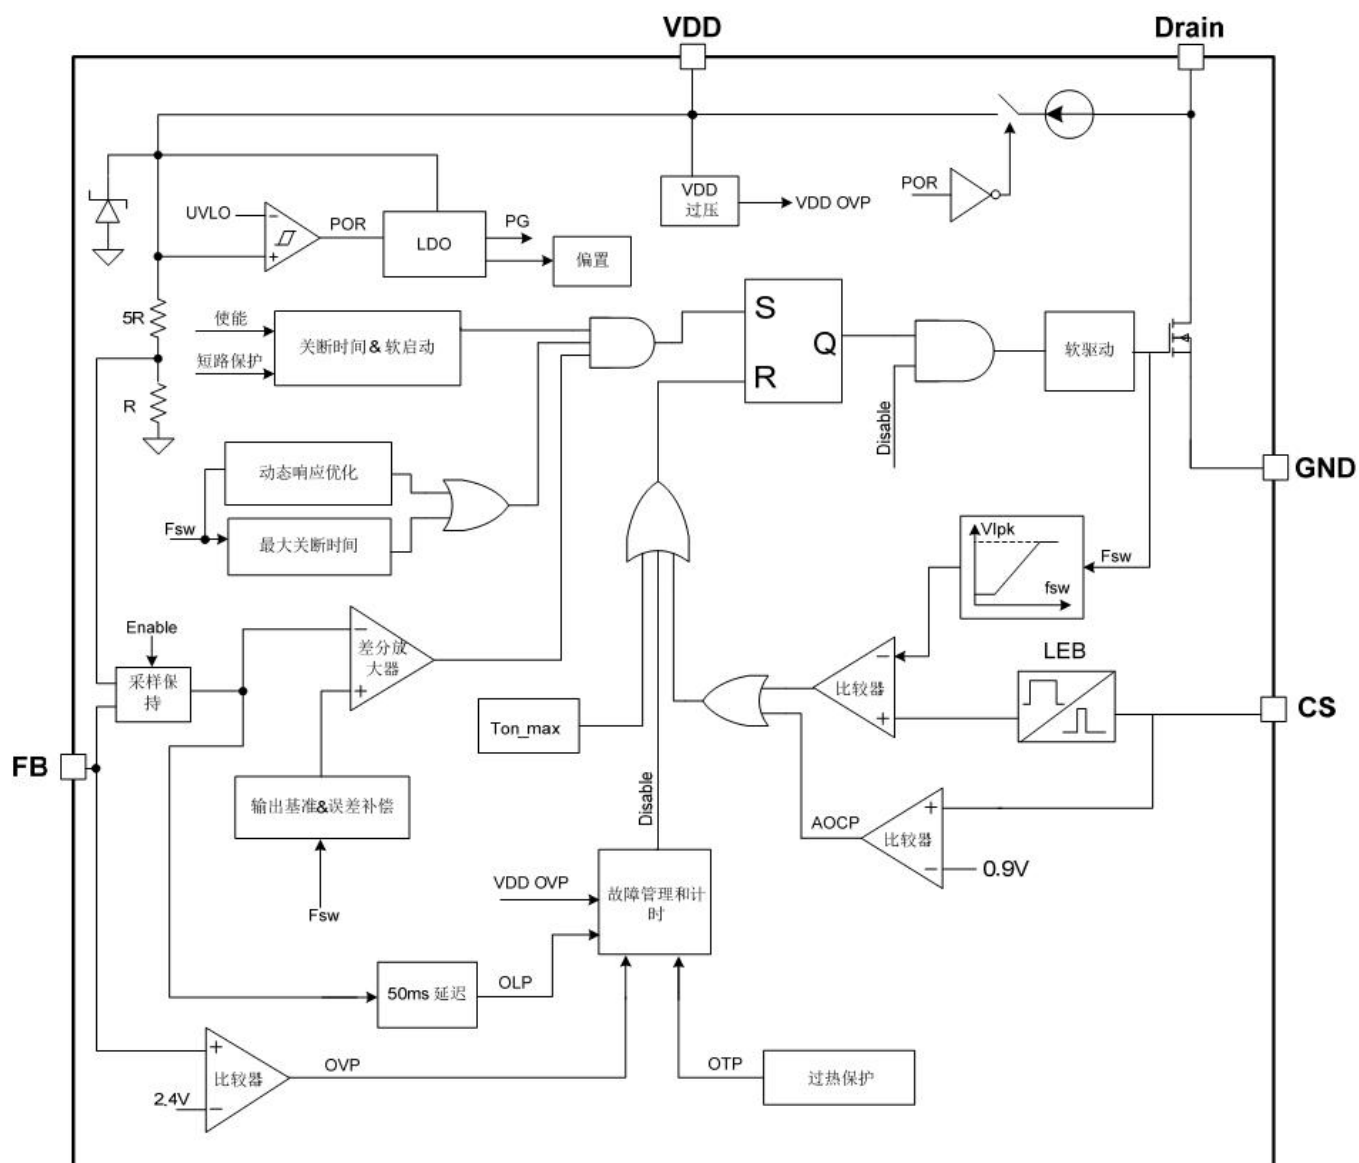 VDD
Drain
UVLO
−
+
POR
LDO
PG
偏置
VDD
过压
VDD OVP
POR
5R
R
使能
短路保护
关断时间&软启动
S
R
Q
Disable
软驱动
GND
动态响应优化
Fsw
最大关断时间
VIpk
fsw
Fsw
Enable
采样保
持
−
差分放
大器
+
Ton_max
−
比较器
+
LEB
CS
FB
输出基准&误差补偿
Fsw
Disable
AOCP
+
比较器
−
0.9V
VDD OVP
故障管理和计
时
50ms 延迟
OLP
+
比较器
−
2.4V
OVP
OTP
过热保护